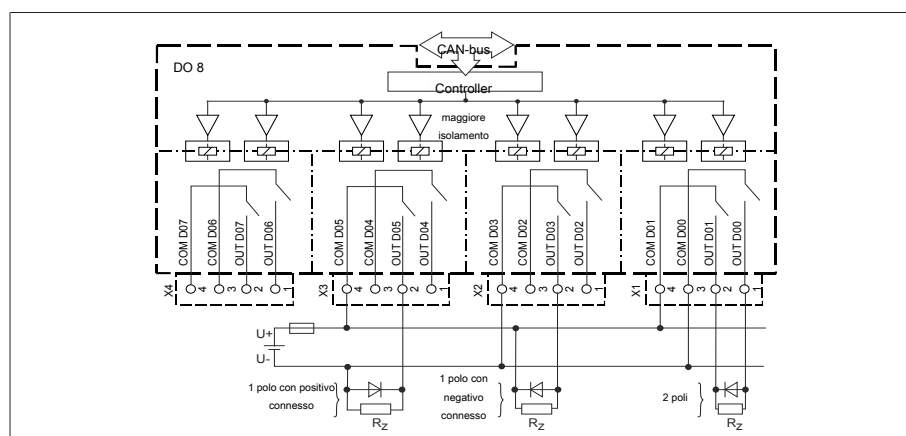 CAN-bus
DO 8
Controller
maggiore
isolamento
COM D07
COM D06
OUT D07
OUT D06
COM D05
COM D04
OUT D05
OUT D04
COM D03
COM D02
OUT D03
OUT D02
COM D01
COM D00
OUT D01
OUT D00
X4
4
3
2
1
X3
4
3
2
1
X2
4
3
2
1
X1
4
3
2
1
U+
U-
1 polo con positivo
connesso
RZ
1 polo con
negativo
connesso
RZ
2 poli
RZ